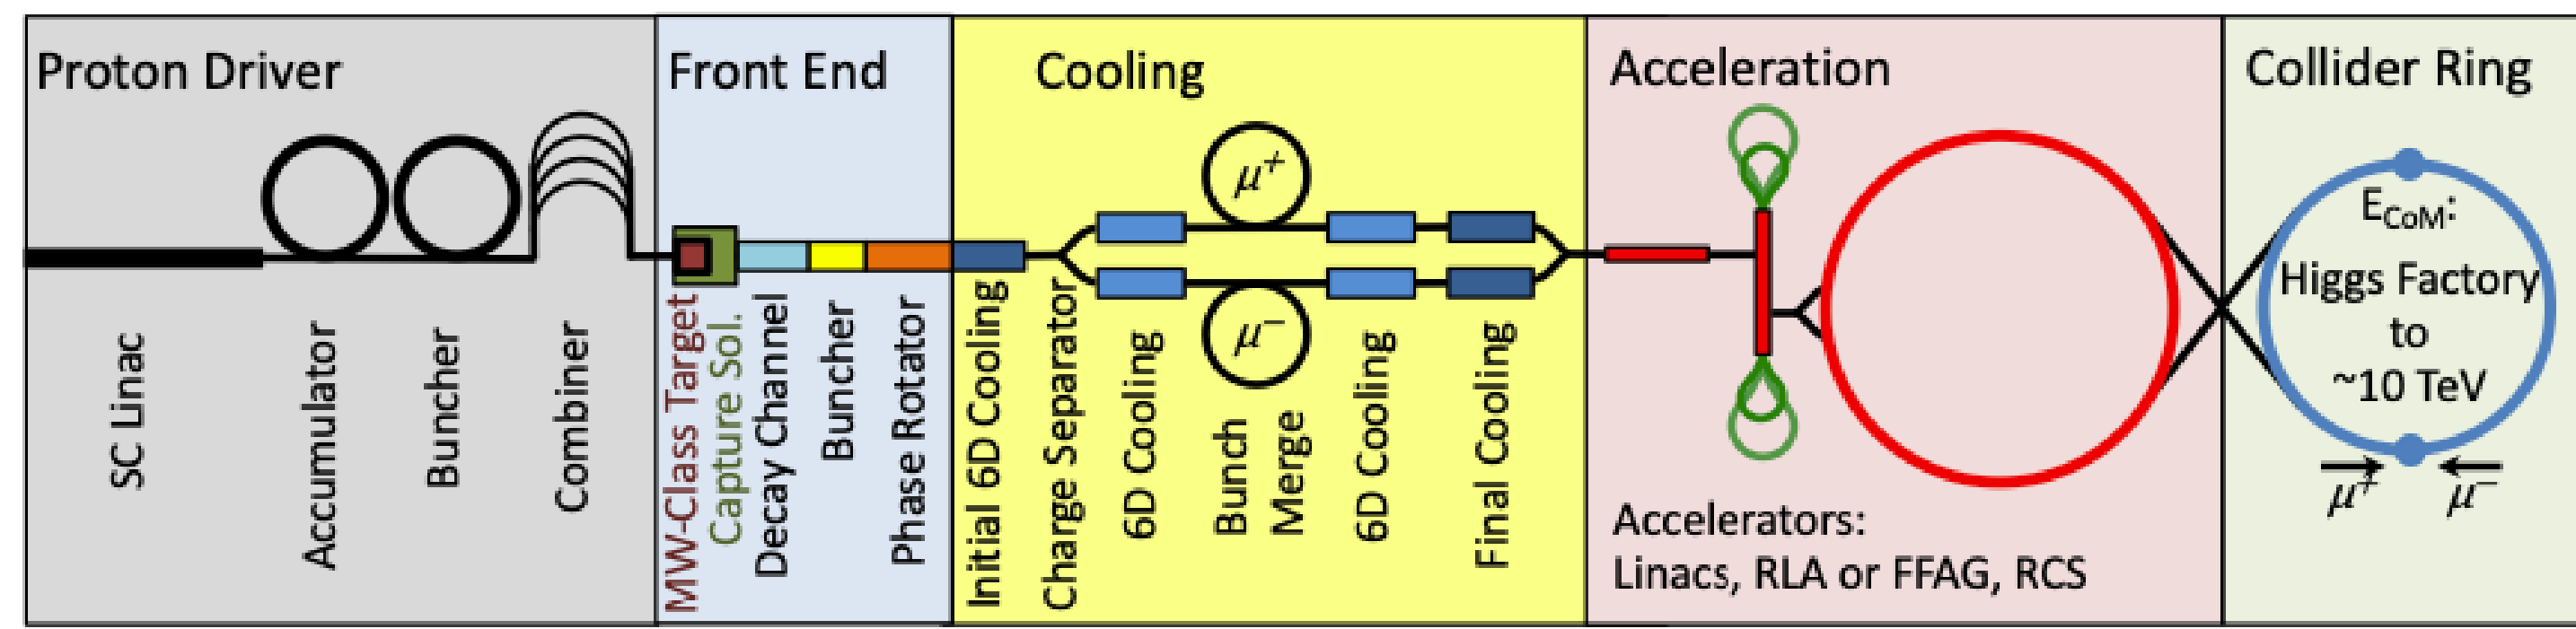 Proton Driver
SC Linac
Accumulator
Buncher
Combiner
Front End
MW-Class Target
Capture Sol.
Decay Channel
Buncher
Phase Rotator
Cooling
μ+
μ−
Initial 6D Cooling
Charge Separator
6D Cooling
Bunch
Merge
6D Cooling
Final Cooling
Acceleration
Accelerators:
Linacs, RLA or FFAG, RCS
Collider Ring
ECoM:
Higgs Factory
to
~10 TeV
μ+ μ−